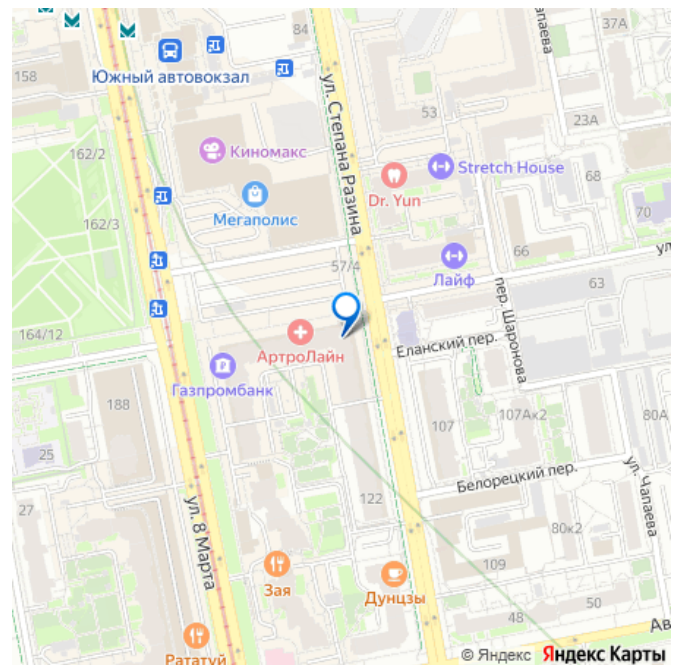 84
37А
Чапаева
Южный автовокзал
158
ул. Степана Разина
53
23А
Киномакс
162/2
Stretch House
Dr. Yun
68
Мегаполис
70
162/3
66
ул
57/4
Лайф
63
пер. Шаронова
164/12
АртроЛайн
Еланский пер.
Газпромбанк
188
107
107Ак2
80А
25
ул. Чапаева
Белорецкий пер.
27
122
ул. 8 Марта
80к2
109
Зая
Дунцзы
50
48
Ав
Рататуй
© Яндекс Яндекс Карты